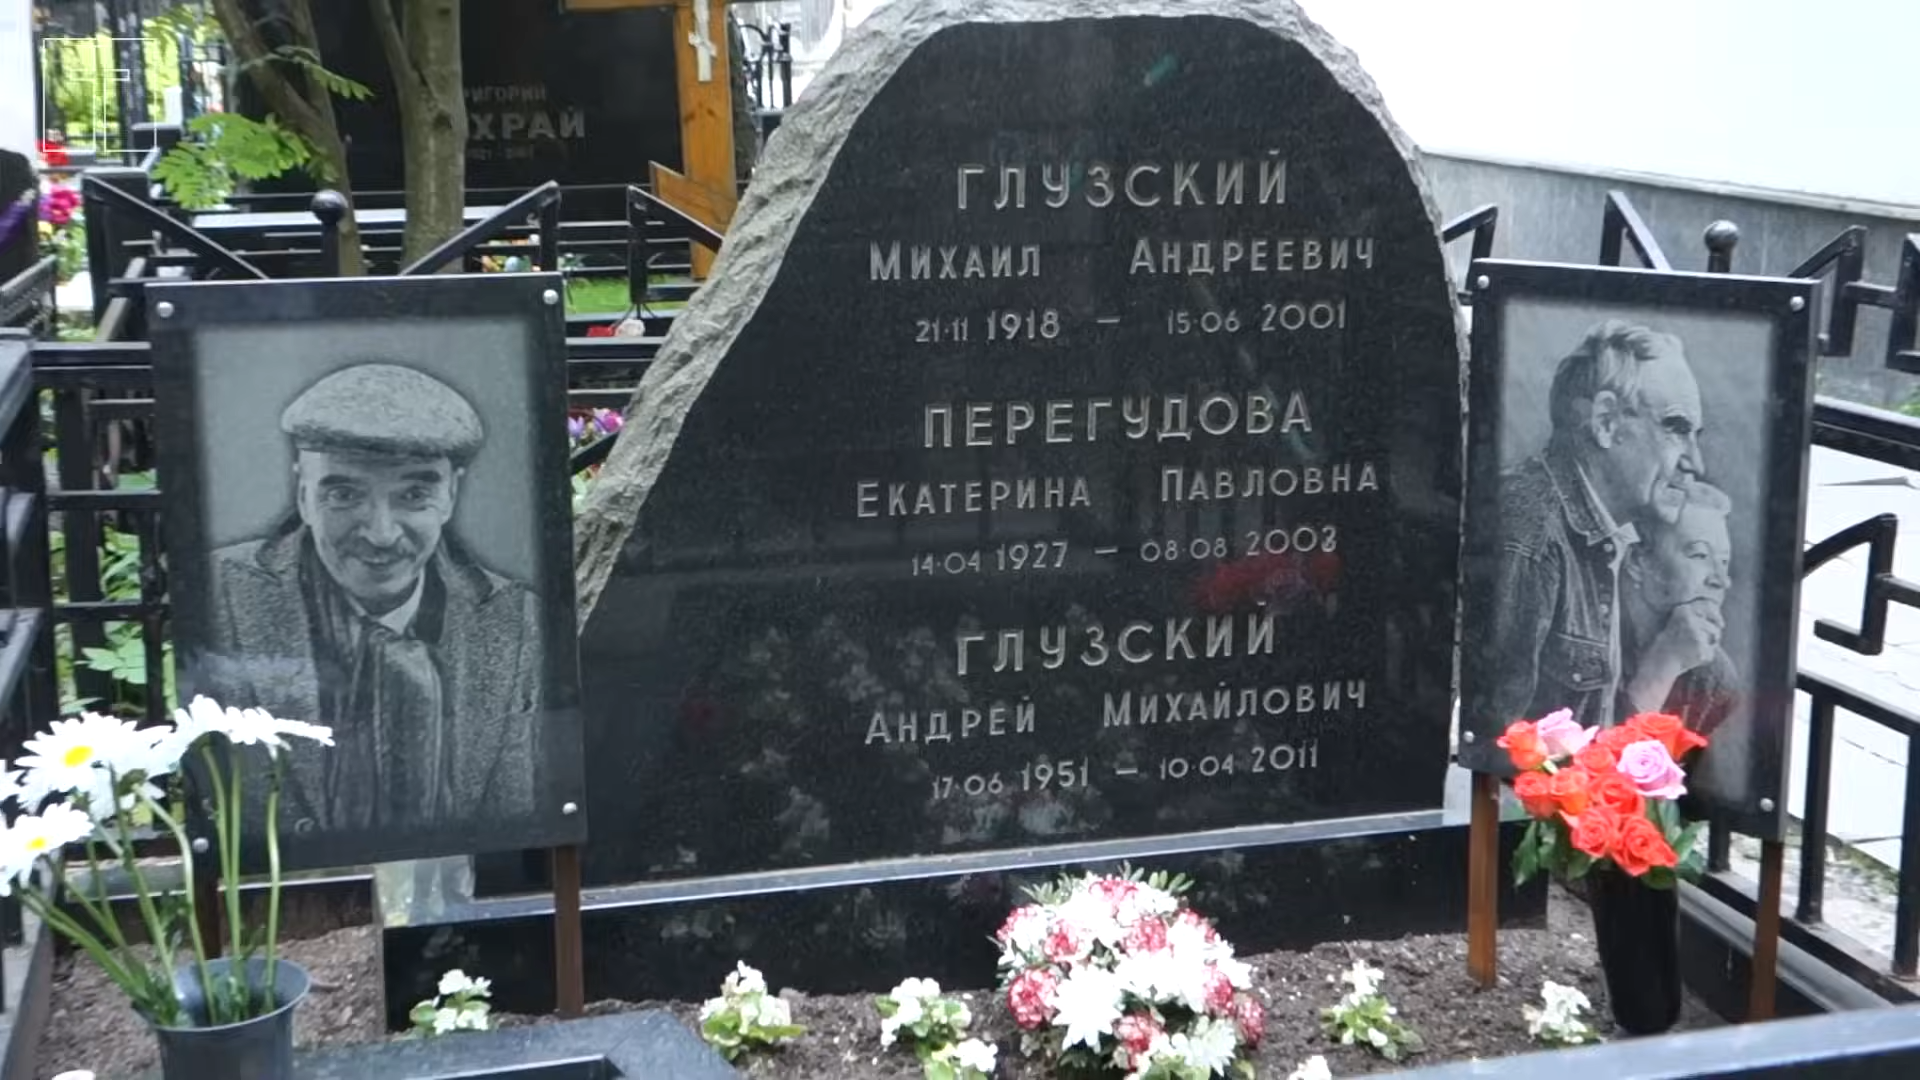 ГЛУЗСКИЙ
МИХАИЛ АНДРЕЕВИЧ
21·11 1918 — 15·06 2001
ПЕРЕГУДОВА
ЕКАТЕРИНА ПАВЛОВНА
14·04 1927 — 08·08 2003
ГЛУЗСКИЙ
АНДРЕЙ МИХАЙЛОВИЧ
17·06 1951 — 10·04 2011